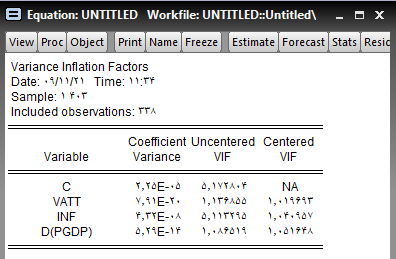 Equation: UNTITLED   Workfile: UNTITLED::Untitled\
View Proc Object Print Name Freeze Estimate Forecast Stats Resic
Variance Inflation Factors
Date: ۰۹/۱۱/۲۱   Time: ۱۱:۳۴
Sample: ۱ ۴۰۳
Included observations: ۳۳۸
Coefficient Uncentered Centered
Variable Variance VIF VIF
C ۲,۲۵E-۰۵ ۵,۱۷۲۸۰۴ NA
VATT ۷,۹۱E-۲۰ ۱,۱۳۶۸۵۵ ۱,۰۱۹۶۹۳
INF ۴,۳۲E-۰۸ ۵,۱۱۳۲۹۵ ۱,۰۴۰۹۵۷
D(PGDP) ۵,۲۹E-۱۴ ۱,۰۸۶۵۱۹ ۱,۰۵۱۶۴۸